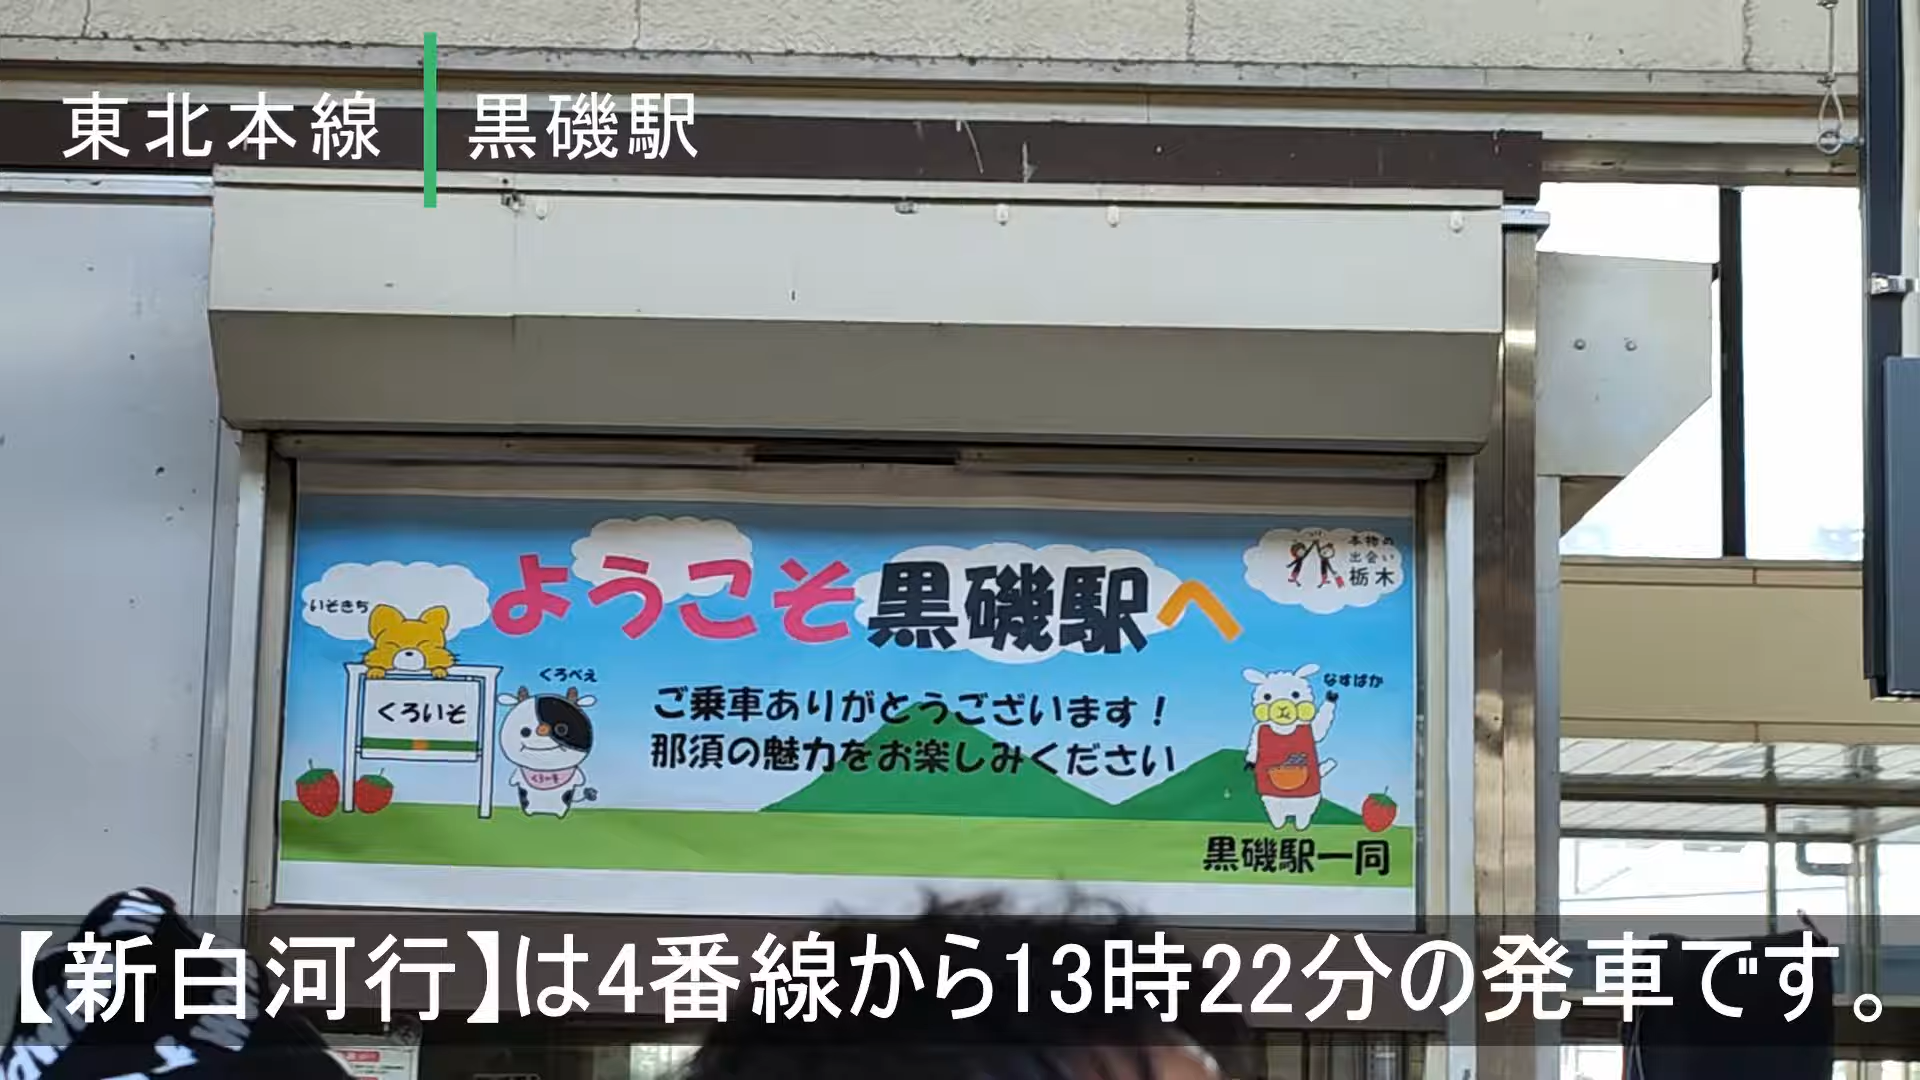 東北本線 黒磯駅
ようこそ黒磯駅へ
本物の
出会い
栃木
いそきち
くろべえ
なすぱか
くろいそ
ご乗車ありがとうございます!
那須の魅力をお楽しみください
黒磯駅一同
【新白河行】は4番線から13時22分の発車です。